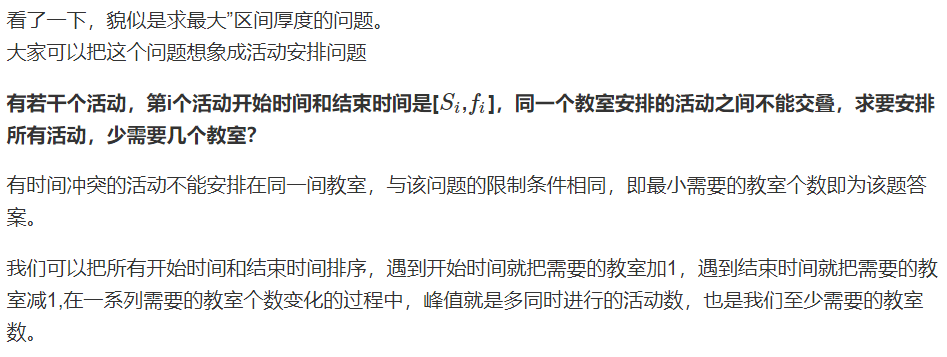 看了一下，貌似是求最大”区间厚度的问题。
大家可以把这个问题想象成活动安排问题
有若干个活动，第i个活动开始时间和结束时间是[Sᵢ,fᵢ]，同一个教室安排的活动之间不能交叠，求要安排
所有活动，少需要几个教室？
有时间冲突的活动不能安排在同一间教室，与该问题的限制条件相同，即最小需要的教室个数即为该题答
案。
我们可以把所有开始时间和结束时间排序，遇到开始时间就把需要的教室加1，遇到结束时间就把需要的教
室减1,在一系列需要的教室个数变化的过程中，峰值就是多同时进行的活动数，也是我们至少需要的教室
数。